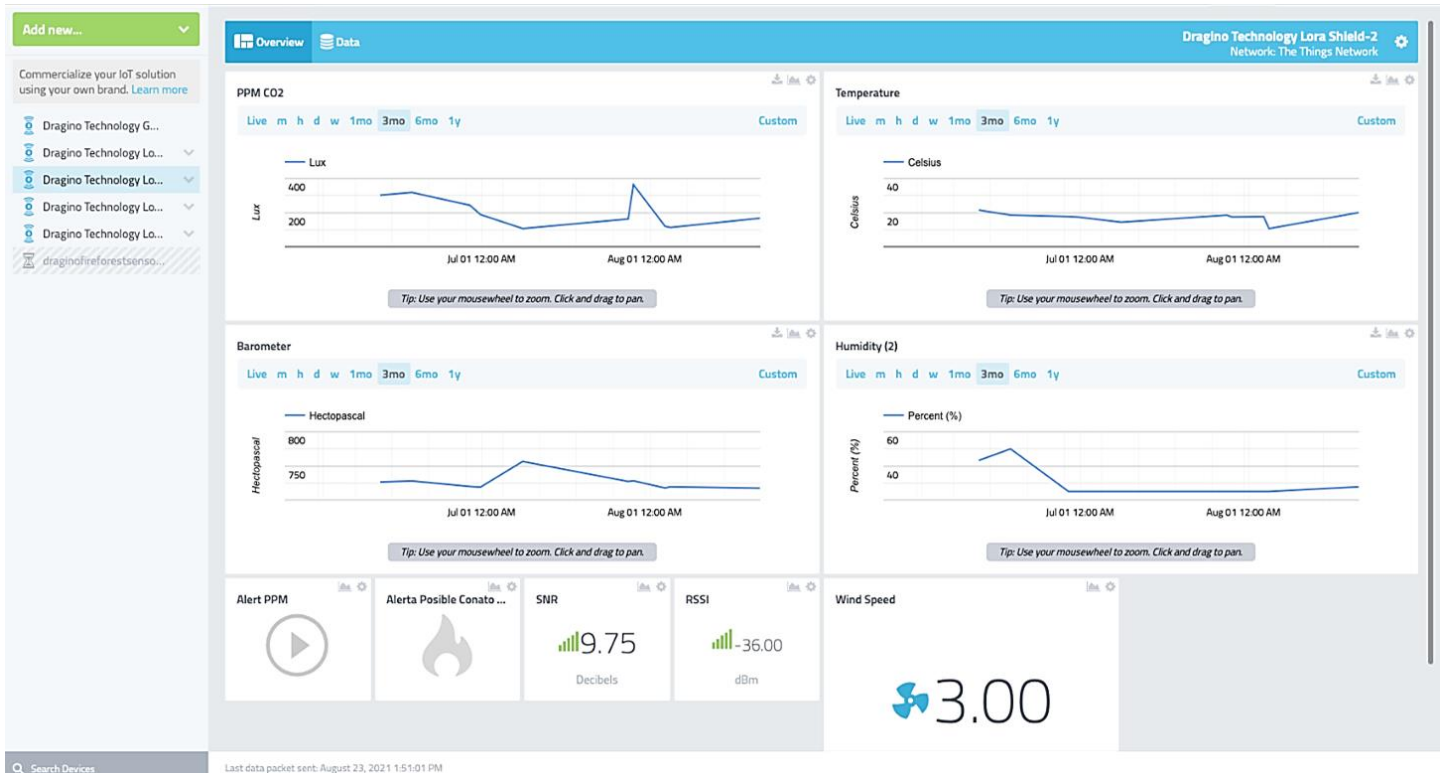 Add new...
Commercialize your IoT solution
using your own brand. Learn more
Dragino Technology G...
Dragino Technology Lo...
Dragino Technology Lo...
Dragino Technology Lo...
Dragino Technology Lo...
draginofireforestsenso...
Search Devices
Overview Data
Dragino Technology Lora Shield-2
Network: The Things Network
PPM CO2
Live m h d w 1mo 3mo 6mo 1y Custom
Lux
Lux
400
200
Jul 01 12:00 AM Aug 01 12:00 AM
Tip: Use your mousewheel to zoom. Click and drag to pan.
Temperature
Live m h d w 1mo 3mo 6mo 1y Custom
Celsius
Celsius
40
20
Jul 01 12:00 AM Aug 01 12:00 AM
Tip: Use your mousewheel to zoom. Click and drag to pan.
Barometer
Live m h d w 1mo 3mo 6mo 1y Custom
Hectopascal
Hectopascal
800
750
Jul 01 12:00 AM Aug 01 12:00 AM
Tip: Use your mousewheel to zoom. Click and drag to pan.
Humidity (2)
Live m h d w 1mo 3mo 6mo 1y Custom
Percent (%)
Percent (%)
60
40
Jul 01 12:00 AM Aug 01 12:00 AM
Tip: Use your mousewheel to zoom. Click and drag to pan.
Alert PPM
Alerta Posible Conato ...
SNR
9.75
Decibels
RSSI
-36.00
dBm
Wind Speed
3.00
Last data packet sent: August 23, 2021 1:51:01 PM